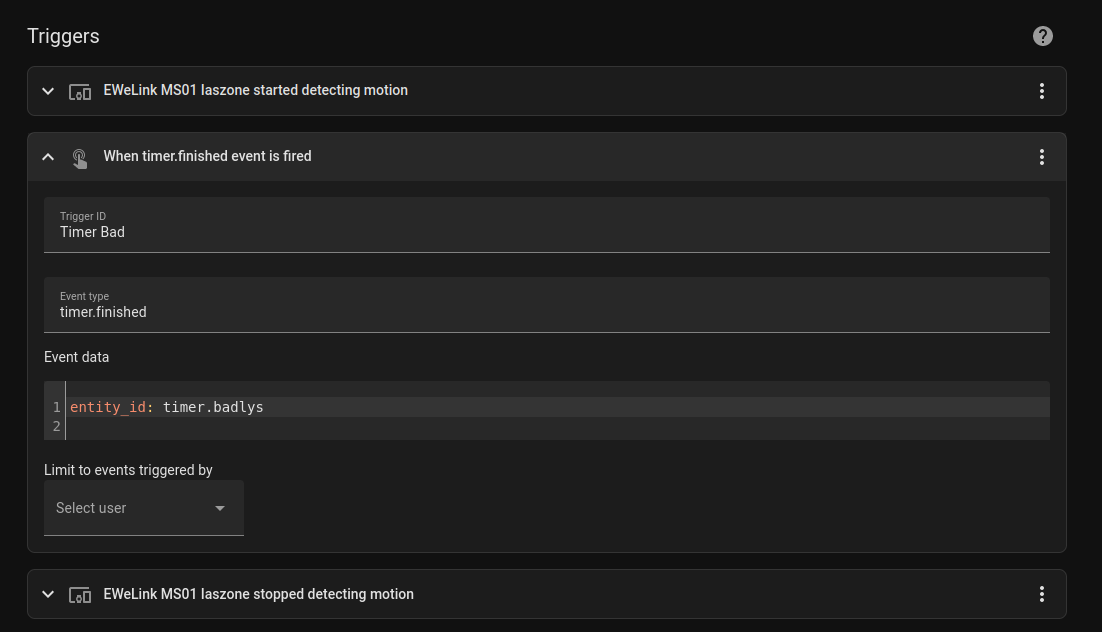 Triggers
EWeLink MS01 Iaszone started detecting motion
When timer.finished event is fired
Trigger ID
Timer Bad
Event type
timer.finished
Event data
1 entity_id: timer.badlys
2
Limit to events triggered by
Select user
EWeLink MS01 Iaszone stopped detecting motion